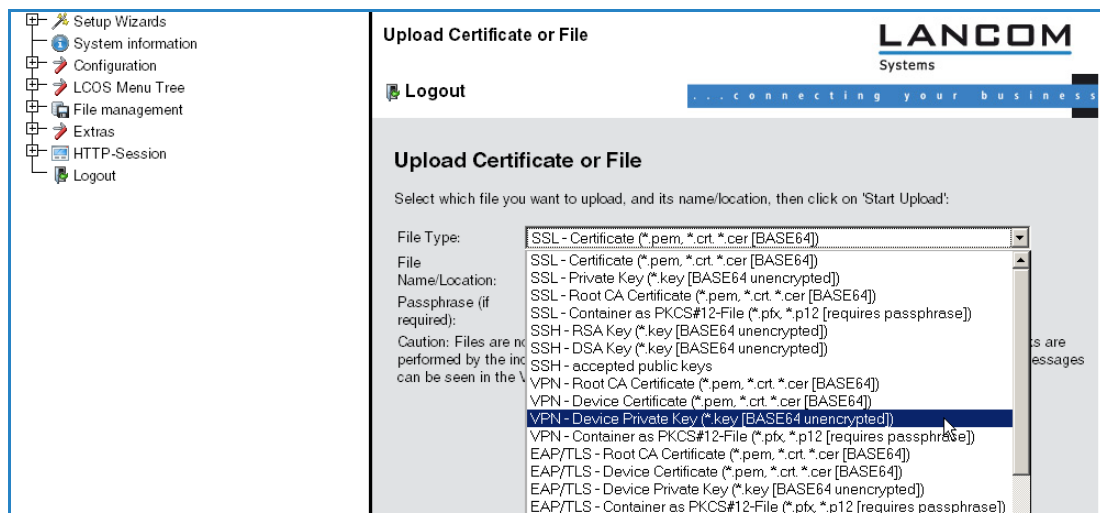 Setup Wizards
System information
Configuration
LCOS Menu Tree
File management
Extras
HTTP-Session
Logout
Upload Certificate or File
LANCOM
Systems
Logout
...connecting your business
Upload Certificate or File
Select which file you want to upload, and its name/location, then click on 'Start Upload':
File Type:
SSL - Certificate (*.pem, *.crt. *.cer [BASE64])
File
Name/Location:
Passphrase (if
required):
Caution: Files are
performed by the
can be seen in the
SSL - Certificate (*.pem, *.crt. *.cer [BASE64])
SSL - Private Key (*.key [BASE64 unencrypted])
SSL - Root CA Certificate (*.pem, *.crt. *.cer [BASE64])
SSL - Container as PKCS#12-File (*.pfx, *.p12 [requires passphrase])
SSH - RSA Key (*.key [BASE64 unencrypted])
SSH - DSA Key (*.key [BASE64 unencrypted])
SSH - accepted public keys
VPN - Root CA Certificate (*.pem, *.crt. *.cer [BASE64])
VPN - Device Certificate (*.pem, *.crt. *.cer [BASE64])
VPN - Device Private Key (*.key [BASE64 unencrypted])
VPN - Container as PKCS#12-File (*.pfx, *.p12 [requires passphrase])
EAP/TLS - Root CA Certificate (*.pem, *.crt. *.cer [BASE64])
EAP/TLS - Device Certificate (*.pem, *.crt. *.cer [BASE64])
EAP/TLS - Device Private Key (*.key [BASE64 unencrypted])
EAP/TLS - Container as PKCS#12-File (*.pfx, *.p12 [requires passphrase])
are